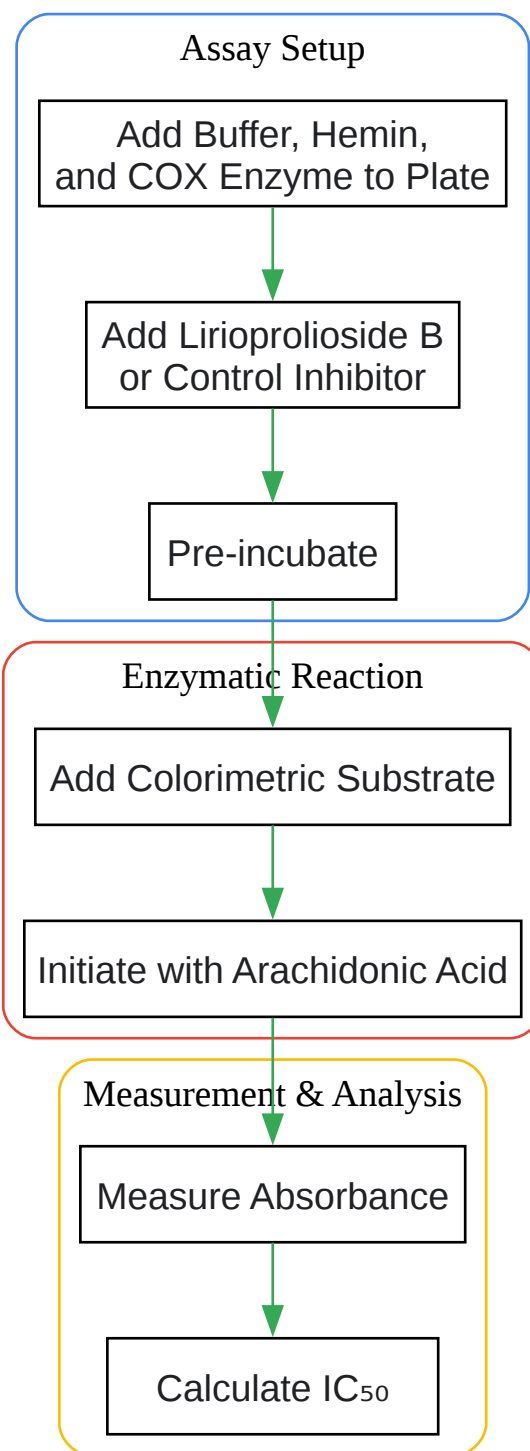 Assay Setup
Add Buffer, Hemin,
and COX Enzyme to Plate
Add Lirioprolioside B
or Control Inhibitor
Pre-incubate
Enzymatic Reaction
Add Colorimetric Substrate
Initiate with Arachidonic Acid
Measurement & Analysis
Measure Absorbance
Calculate IC₅₀